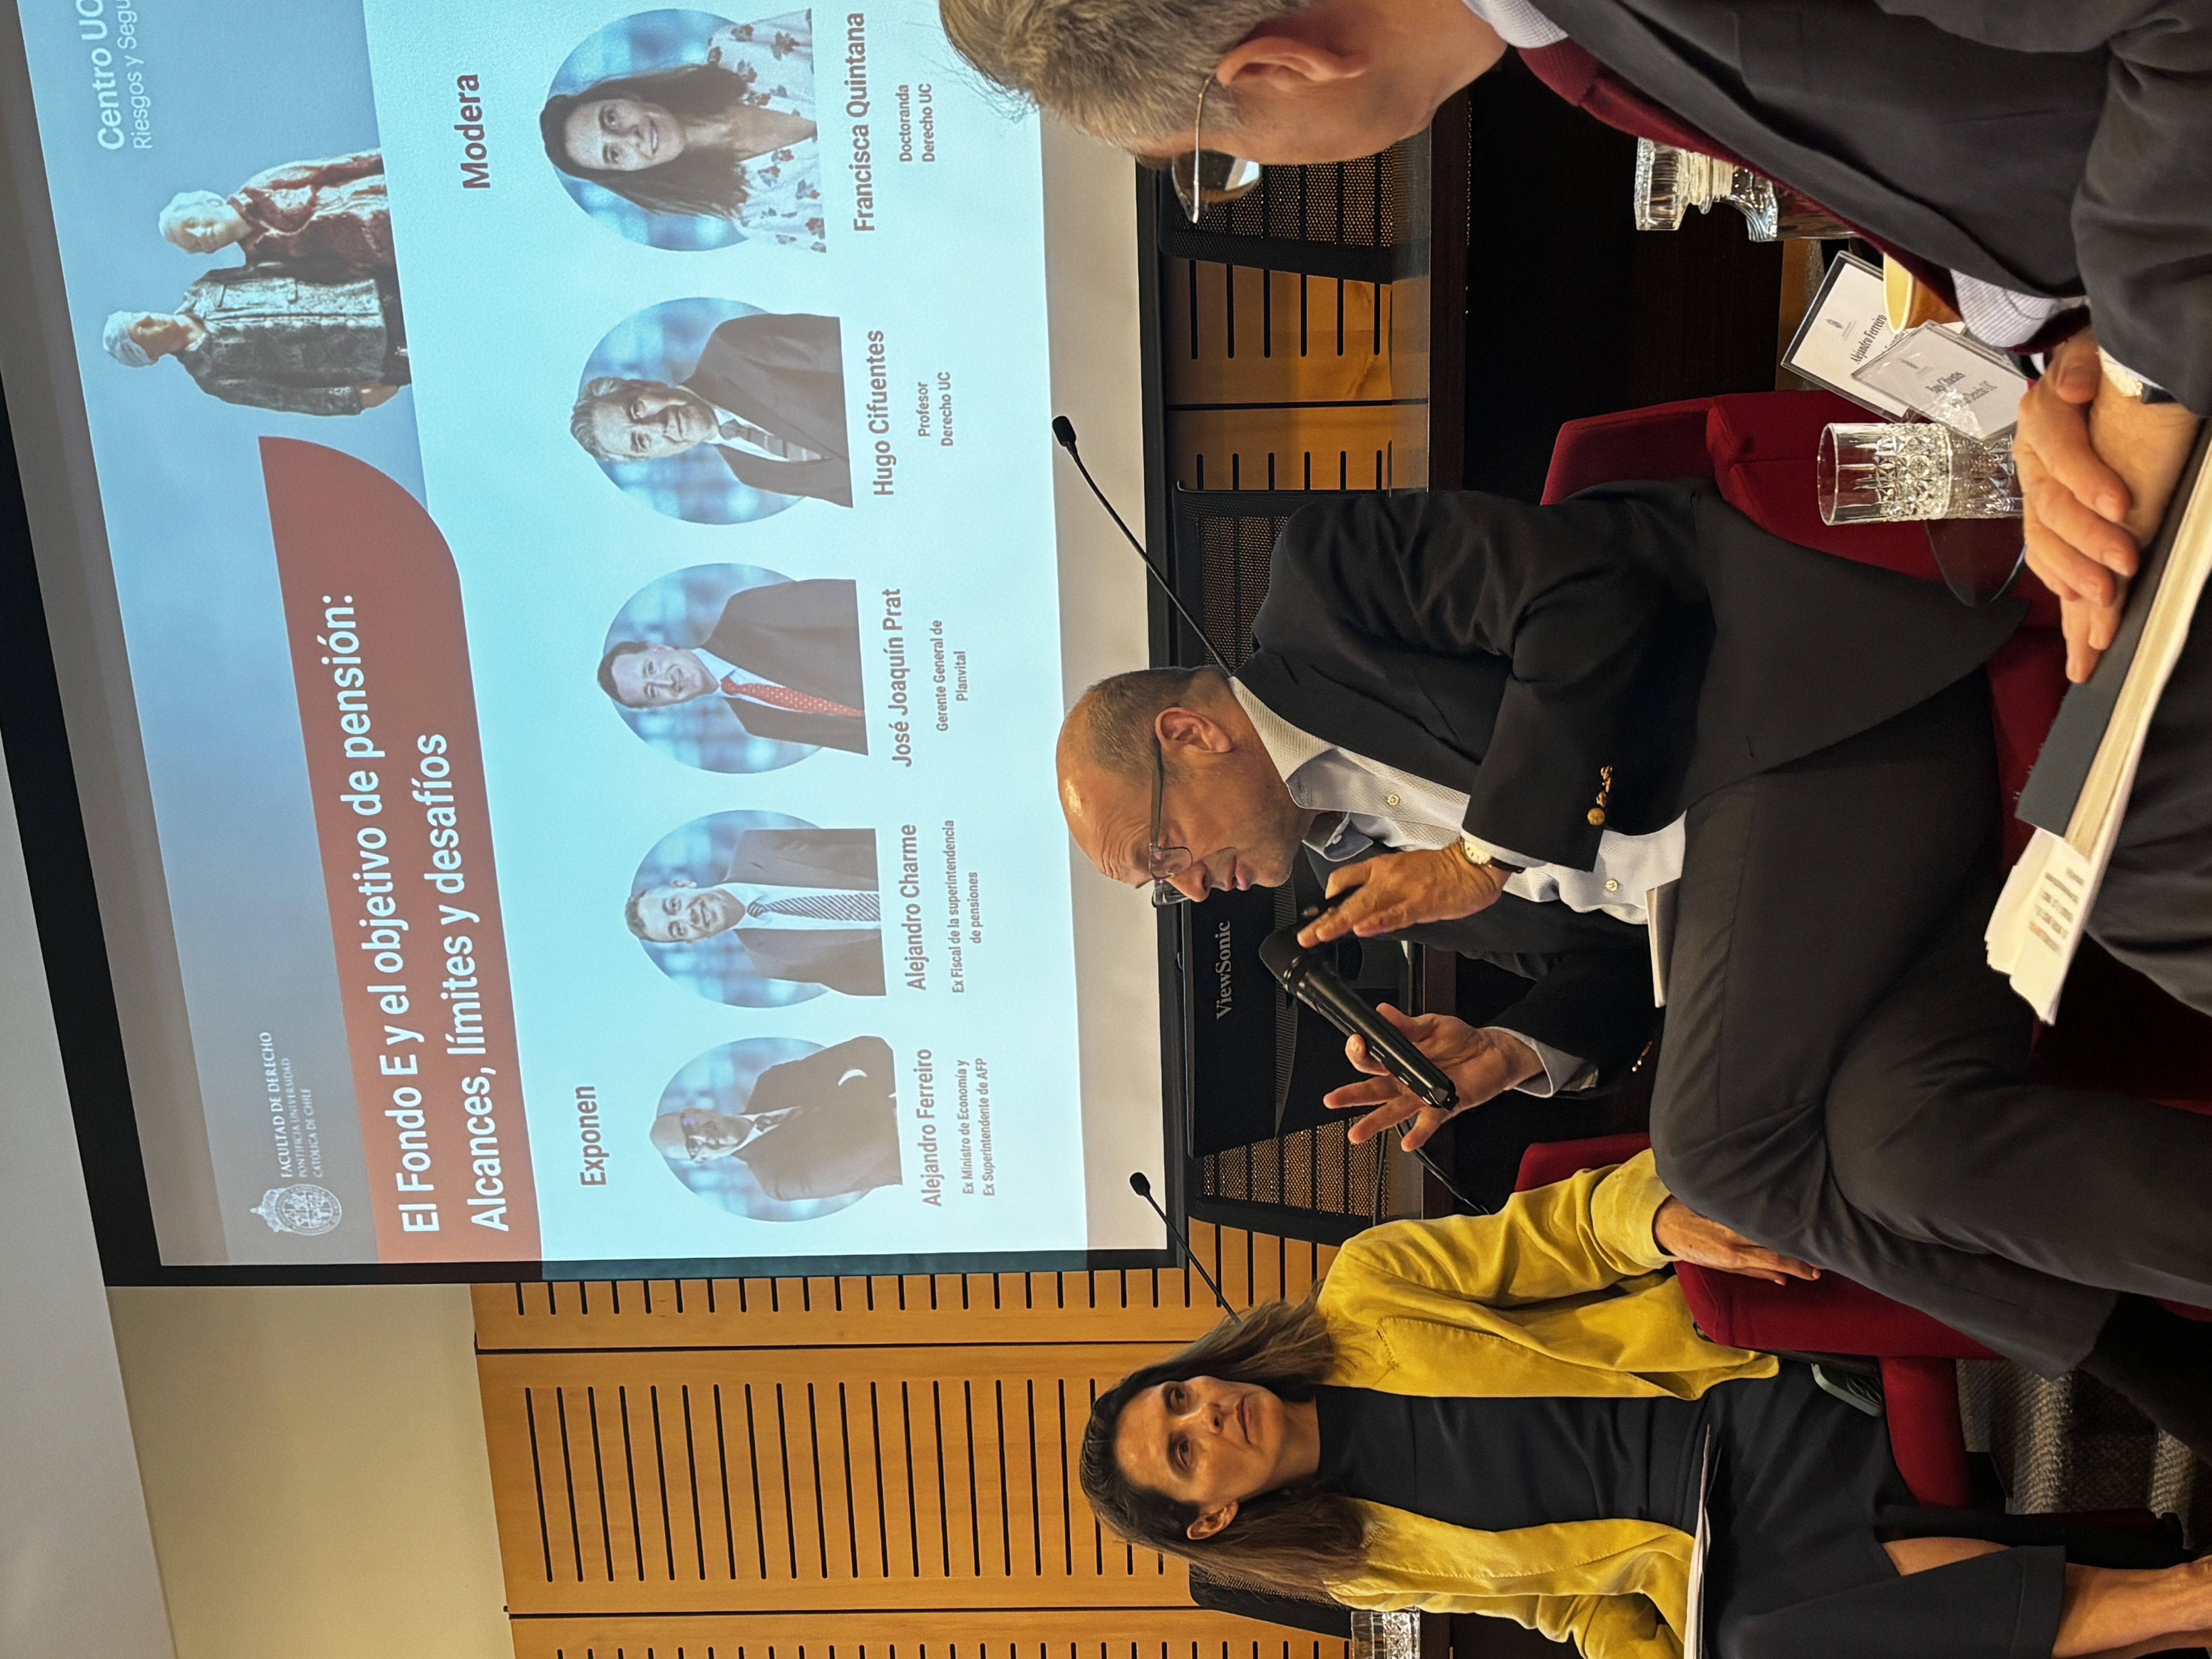 Centro UC
Riesgos y Segu
FACULTAD DE DERECHO
PONTIFICIA UNIVERSIDAD
CATÓLICA DE CHILE
El Fondo E y el objetivo de pensión:
Alcances, límites y desafíos
Modera
Exponen
Alejandro Ferreiro
Ex Ministro de Economía y
Ex Superintendente de AFP
Alejandro Charme
Ex Fiscal de la superintendencia
de pensiones
José Joaquín Prat
Gerente General de
Planvital
Hugo Cifuentes
Profesor
Derecho UC
Francisca Quintana
Doctoranda
Derecho UC
ViewSonic
Alejandro Ferreiro